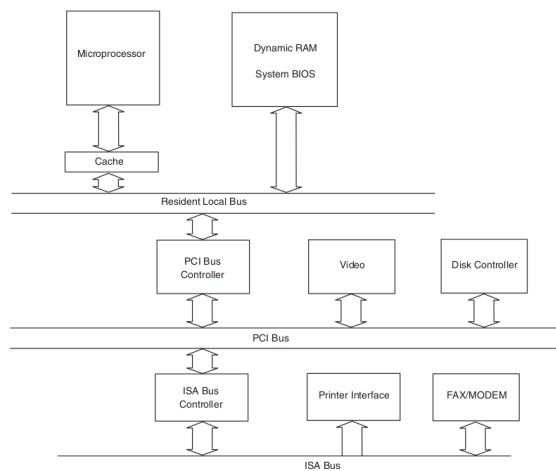 Microprocessor
Dynamic RAM
System BIOS
Cache
Resident Local Bus
PCI Bus
Controller
Video
Disk Controller
PCI Bus
ISA Bus
Controller
Printer Interface
FAX/MODEM
ISA Bus